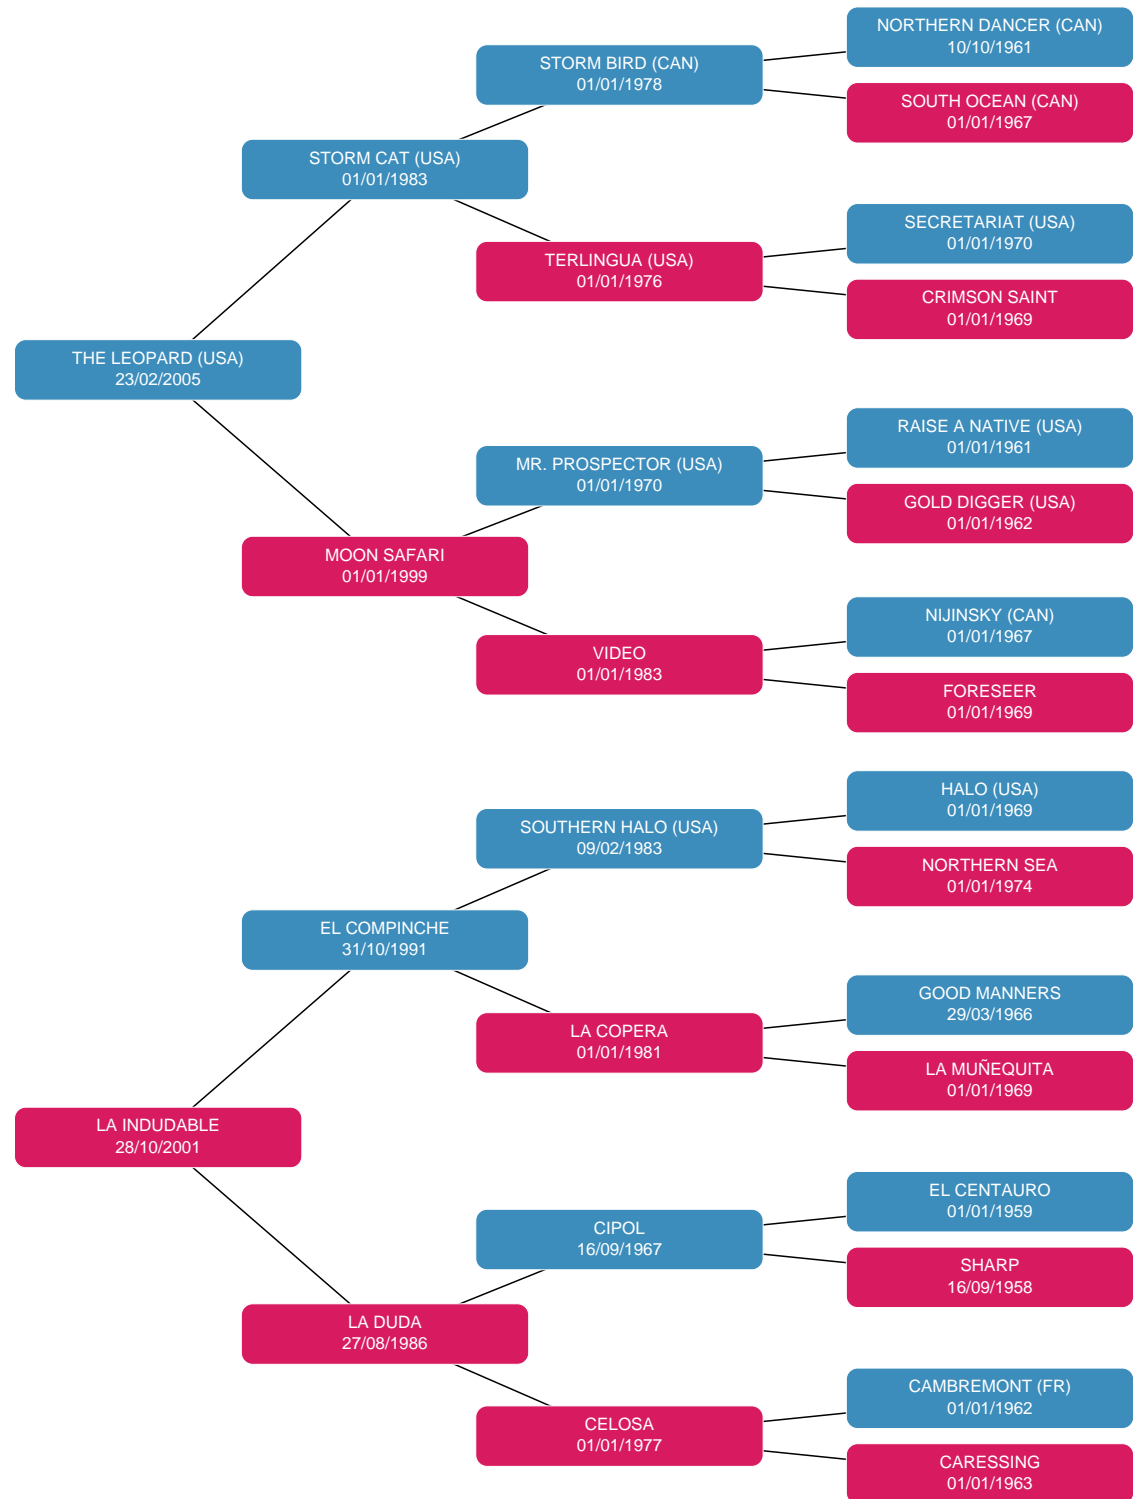 NORTHERN DANCER (CAN)
10/10/1961
STORM BIRD (CAN)
01/01/1978
SOUTH OCEAN (CAN)
01/01/1967
STORM CAT (USA)
01/01/1983
SECRETARIAT (USA)
01/01/1970
TERLINGUA (USA)
01/01/1976
CRIMSON SAINT
01/01/1969
THE LEOPARD (USA)
23/02/2005
RAISE A NATIVE (USA)
01/01/1961
MR. PROSPECTOR (USA)
01/01/1970
GOLD DIGGER (USA)
01/01/1962
MOON SAFARI
01/01/1999
NIJINSKY (CAN)
01/01/1967
VIDEO
01/01/1983
FORESEER
01/01/1969
HALO (USA)
01/01/1969
SOUTHERN HALO (USA)
09/02/1983
NORTHERN SEA
01/01/1974
EL COMPINCHE
31/10/1991
GOOD MANNERS
29/03/1966
LA COPERA
01/01/1981
LA MUÑEQUITA
01/01/1969
LA INDUDABLE
28/10/2001
EL CENTAURO
01/01/1959
CIPOL
16/09/1967
SHARP
16/09/1958
LA DUDA
27/08/1986
CAMBREMONT (FR)
01/01/1962
CELOSA
01/01/1977
CARESSING
01/01/1963